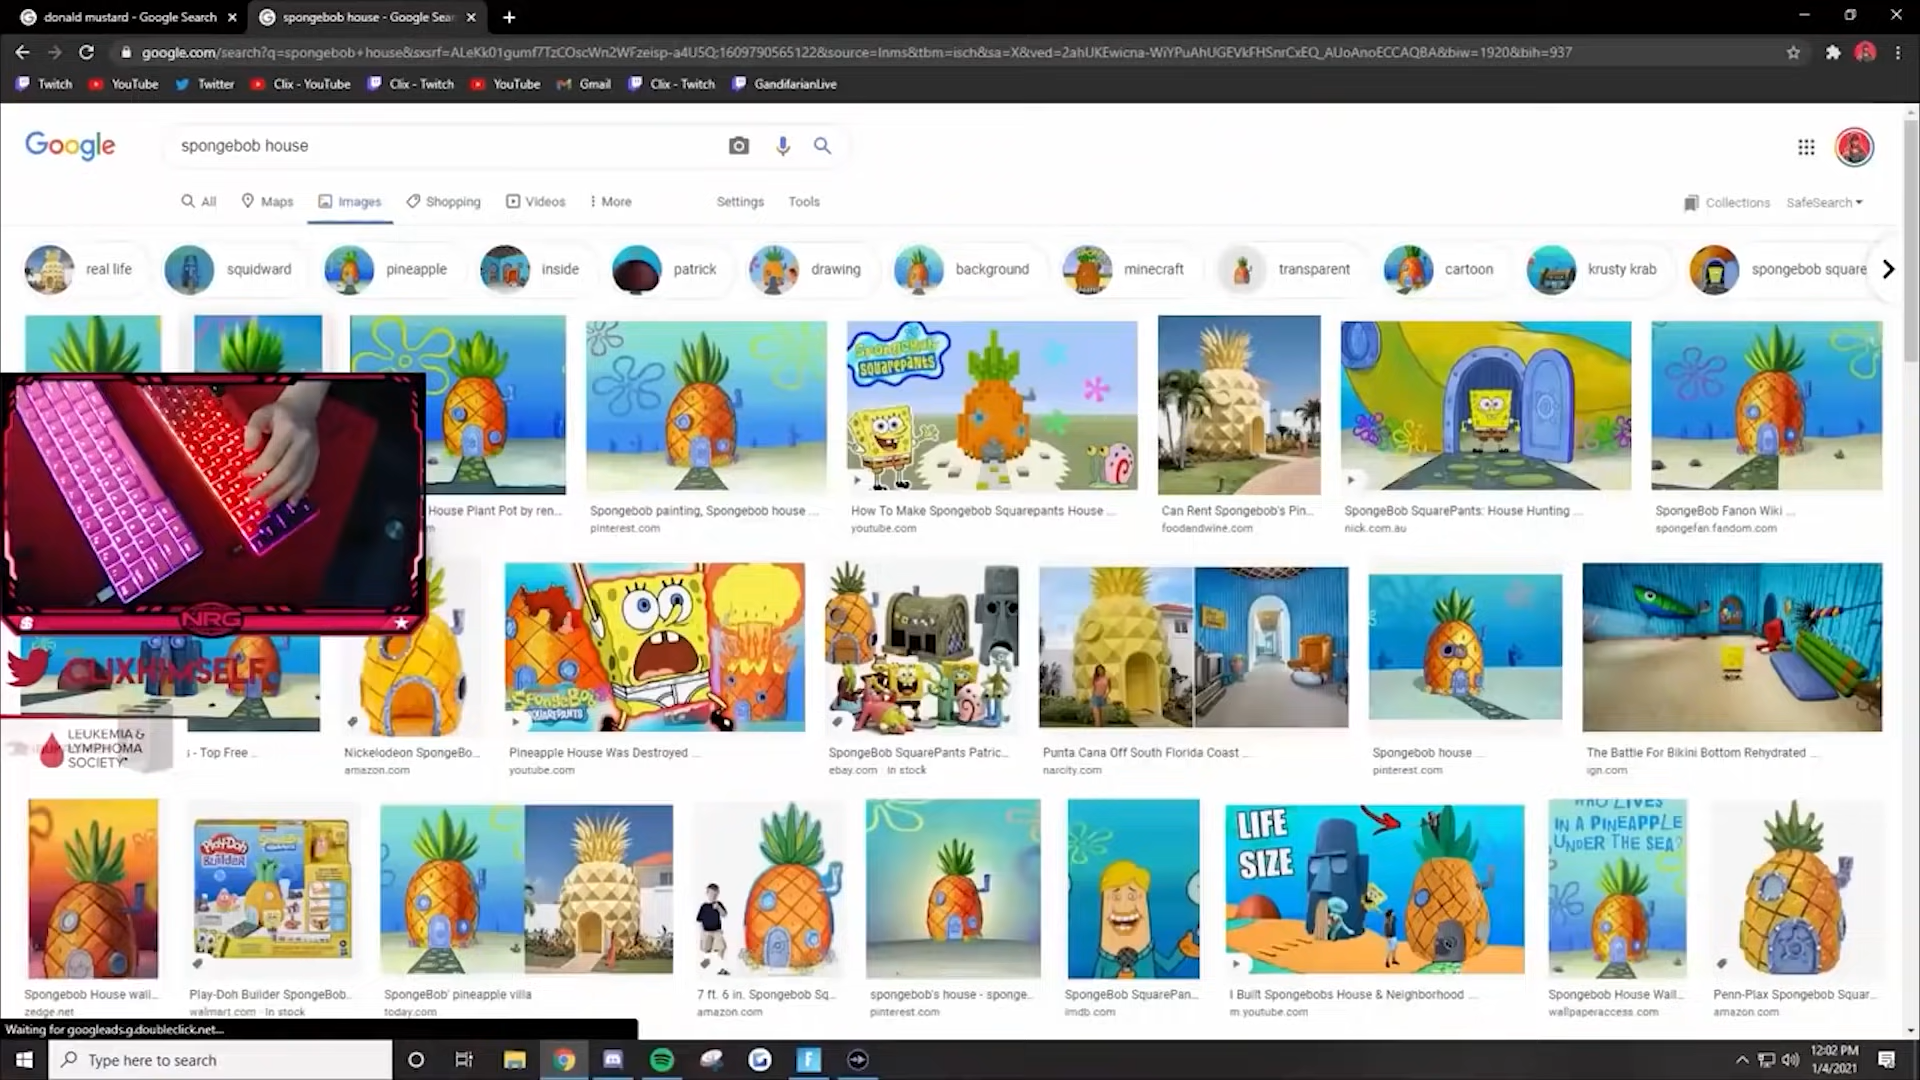 donald mustard - Google Search
spongebob house - Google Sear
google.com/search?q=spongebob+house&sxsrf=ALeKk01gumf7TzCOscWn2WFzeisp-a4U5Q:1609790565122&source=lnms&tbm=isch&sa=X&ved=2ahUKEwicna-WiYPuAhUGEVkFHSnrCxEQ_AUoAnoECCAQBA&biw=1920&bih=937
Twitch YouTube Twitter Clix - YouTube Clix - Twitch YouTube Gmail Clix - Twitch GandifarianLive
Google
spongebob house
All Maps Images Shopping Videos More Settings Tools
Collections SafeSearch
real life squidward pineapple inside patrick drawing background minecraft transparent cartoon krusty krab spongebob square
SpongeBob
SQUAREPANTS
House Plant Pot by ren...
Spongebob painting, Spongebob house ...
pinterest.com
How To Make Spongebob Squarepants House ...
youtube.com
Can Rent Spongebob's Pin...
foodandwine.com
SpongeBob SquarePants: House Hunting ...
nick.com.au
SpongeBob Fanon Wiki ...
spongefan.fandom.com
NRG
CLIXHIMSELF
LEUKEMIA &
LYMPHOMA
SOCIETY
SpongeBob
SQUAREPANTS
- Top Free ...
Nickelodeon SpongeBo...
amazon.com
Pineapple House Was Destroyed ...
youtube.com
SpongeBob SquarePants Patric...
ebay.com · In stock
Punta Cana Off South Florida Coast ...
narcity.com
Spongebob house ...
pinterest.com
The Battle For Bikini Bottom Rehydrated ...
ign.com
Play-Doh
BUILDER
LIFE
SIZE
WHO LIVES
IN A PINEAPPLE
UNDER THE SEA?
Spongebob House wall...
zedge.net
Play-Doh Builder SpongeBob...
walmart.com · In stock
SpongeBob' pineapple villa
today.com
7 ft. 6 in. Spongebob Sq...
amazon.com
spongebob's house - sponge...
pinterest.com
SpongeBob SquarePan...
imdb.com
I Built Spongebobs House & Neighborhood ...
m.youtube.com
Spongebob House Wall...
wallpaperaccess.com
Penn-Plax Spongebob Squar...
amazon.com
Waiting for googleads.g.doubleclick.net...
Type here to search
12:02 PM
1/4/2021